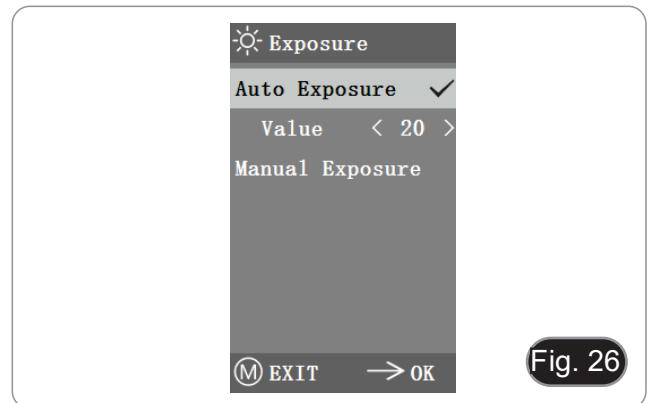 Exposure
Auto Exposure
Value < 20 >
Manual Exposure
M EXIT → OK
Fig. 26